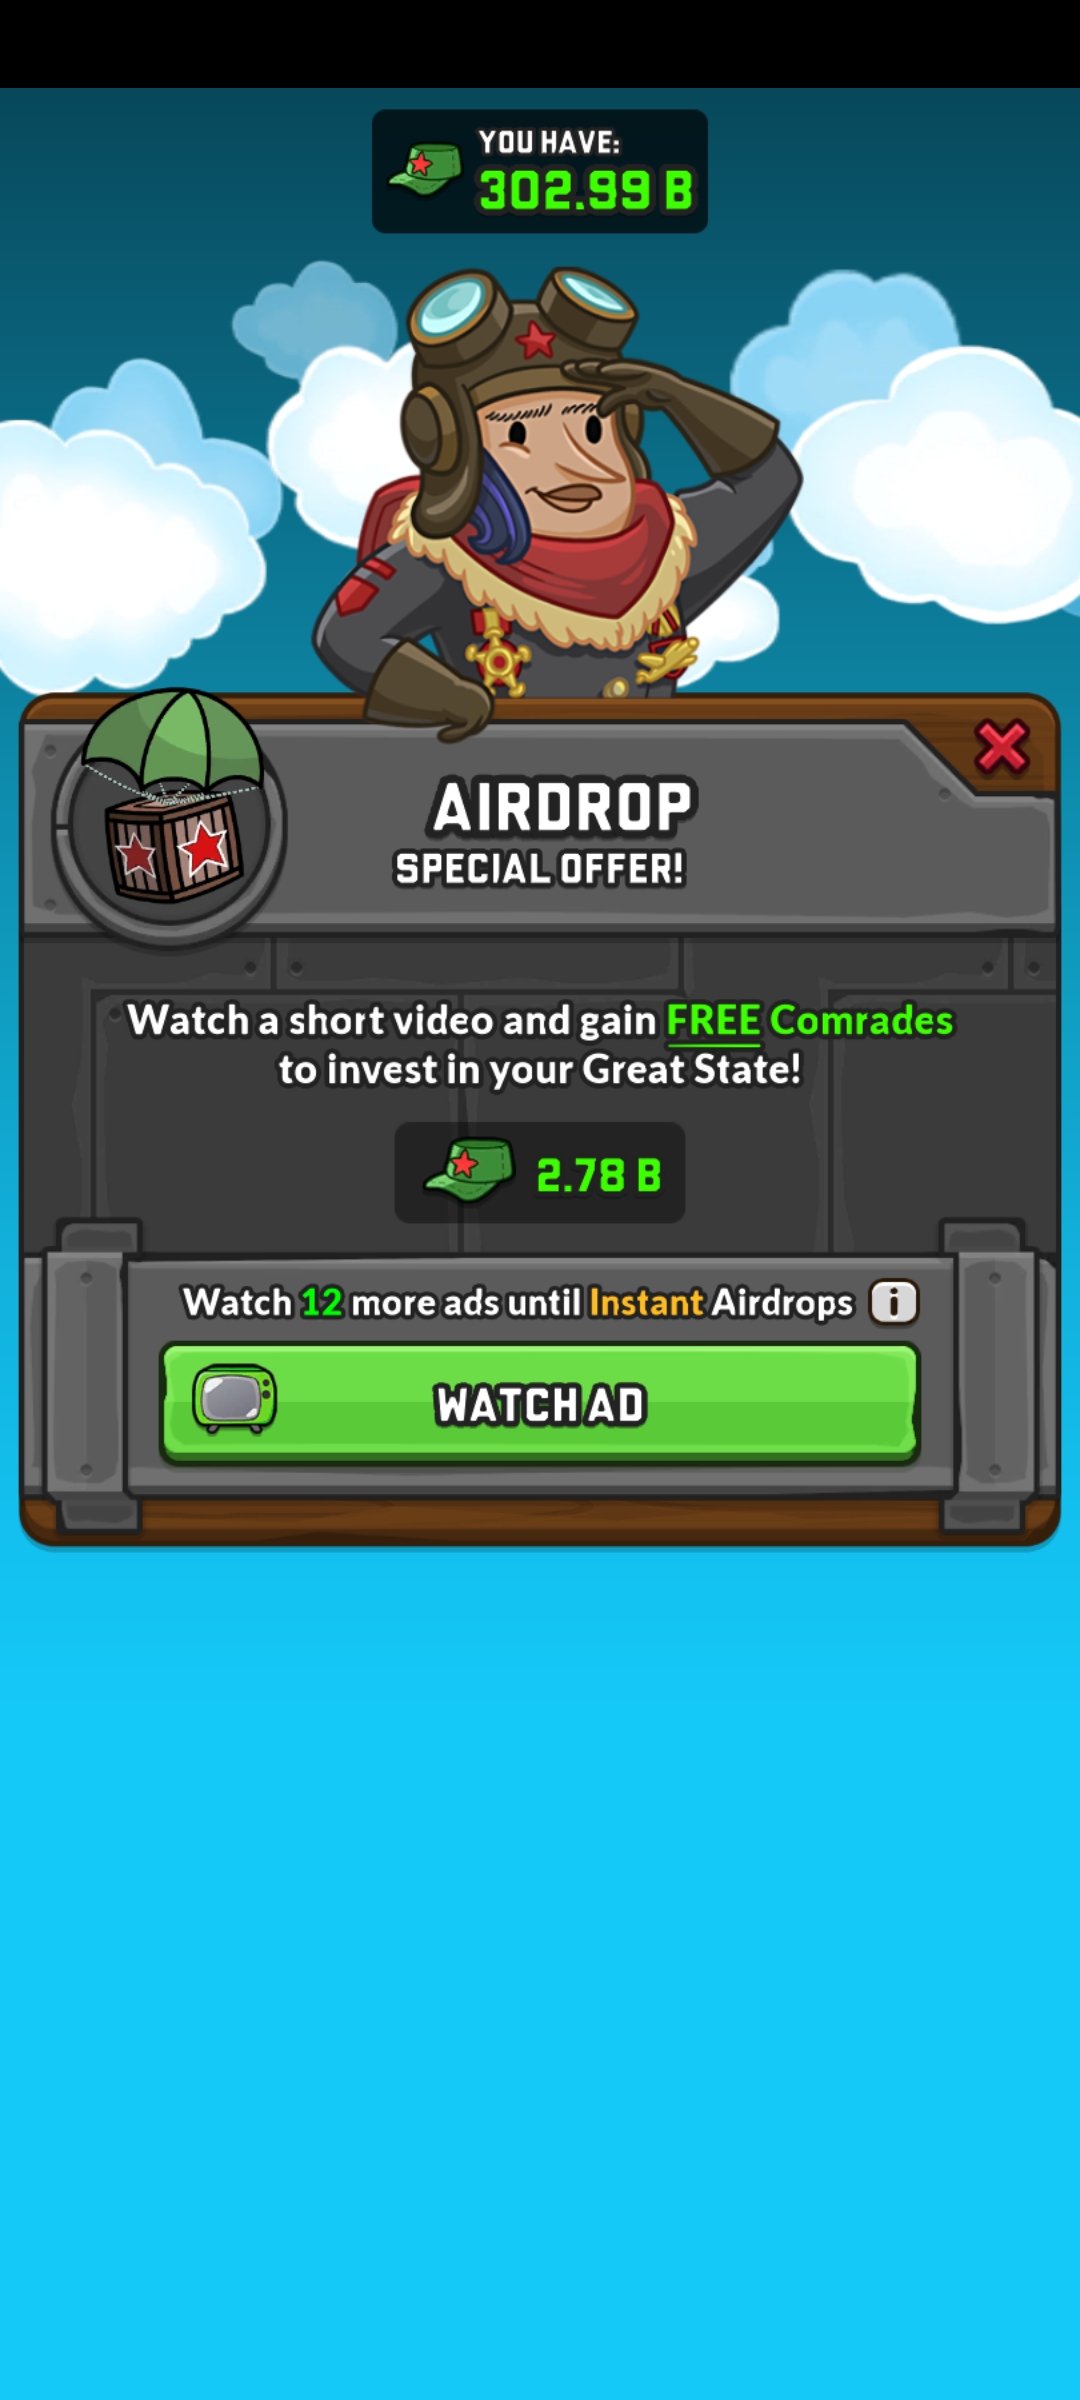 YOU HAVE:
302.99 B
AIRDROP
SPECIAL OFFER!
Watch a short video and gain FREE Comrades
to invest in your Great State!
2.78 B
Watch 12 more ads until Instant Airdrops i
WATCH AD